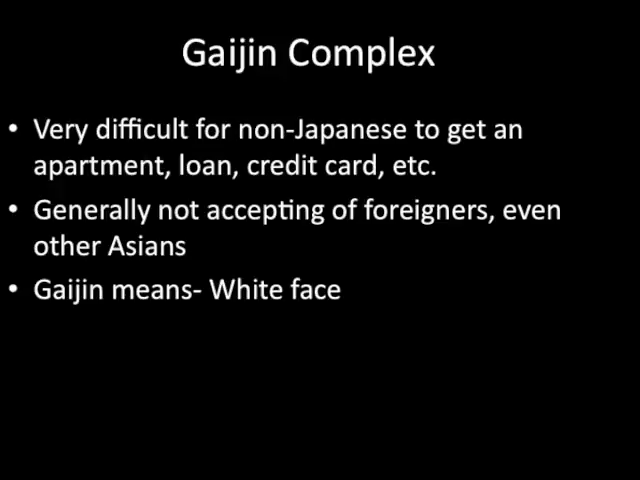 Gaijin Complex
• Very difficult for non-Japanese to get an
apartment, loan, credit card, etc.
• Generally not accepting of foreigners, even
other Asians
• Gaijin means- White face